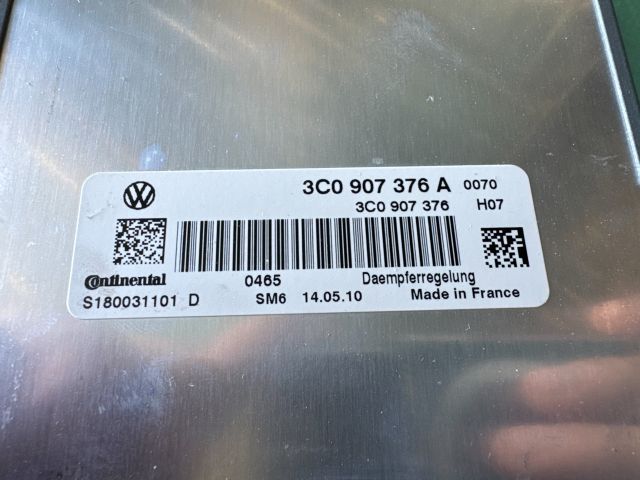 3C0 907 376 A 0070
3C0 907 376 H07
Continental 0465 Daempferregelung
S180031101 D SM6 14.05.10 Made in France